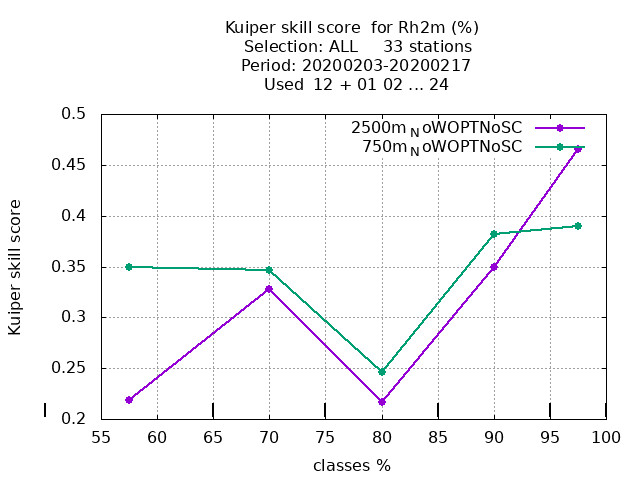 Kuiper skill score  for Rh2m (%)
Selection: ALL     33 stations
Period: 20200203-20200217
Used  12 + 01 02 ... 24
2500m_NoWOPTNoSC
750m_NoWOPTNoSC
Kuiper skill score
0.5
0.45
0.4
0.35
0.3
0.25
0.2
55 60 65 70 75 80 85 90 95 100
classes %